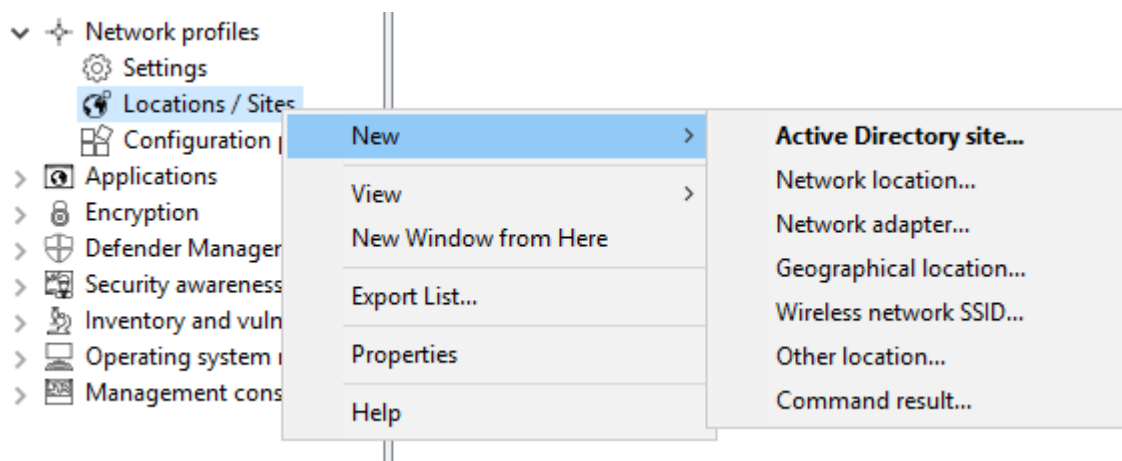 Network profiles
Settings
Locations / Sites
Configuration
Applications
Encryption
Defender Manager
Security awareness
Inventory and vuln
Operating system
Management cons
New
View
New Window from Here
Export List...
Properties
Help
Active Directory site...
Network location...
Network adapter...
Geographical location...
Wireless network SSID...
Other location...
Command result...